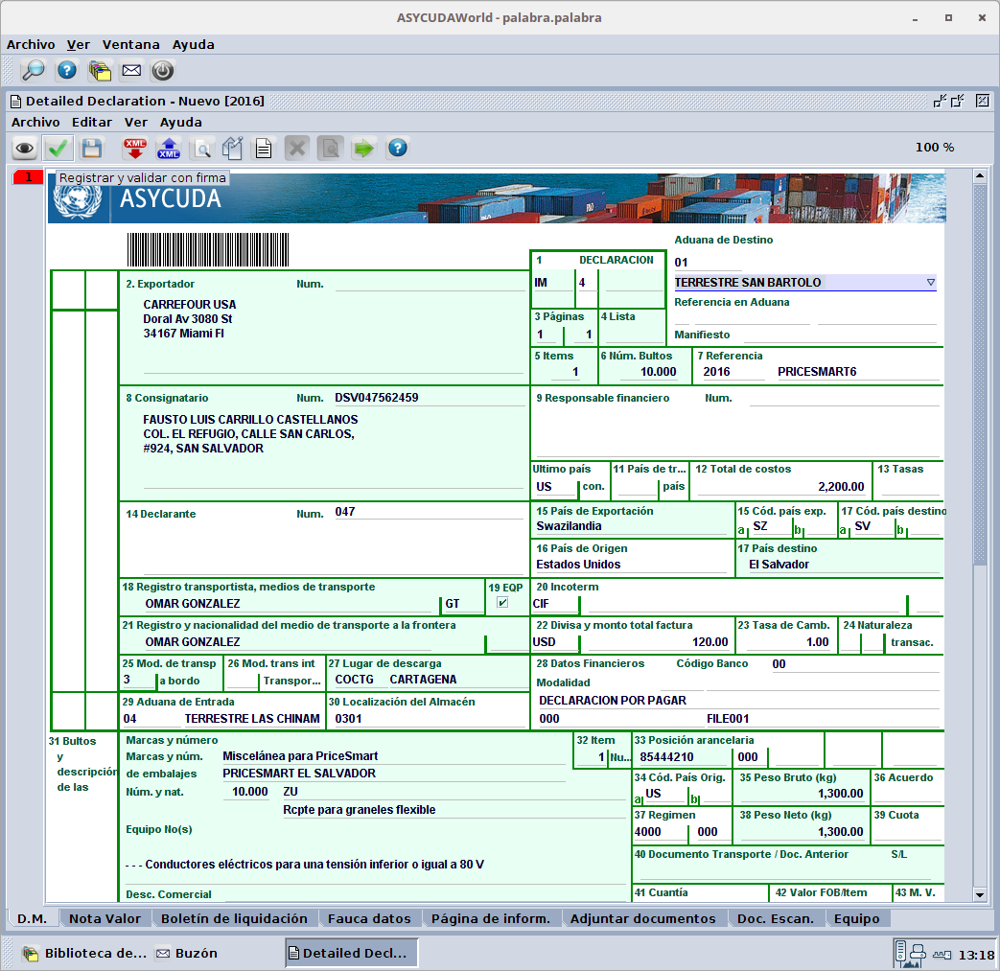 ASYCUDAWorld - palabra.palabra
Archivo Ver Ventana Ayuda
Detailed Declaration - Nuevo [2016]
Archivo Editar Ver Ayuda
XML XML 100 %
1 Registrar y validar con firma
ASYCUDA
Aduana de Destino
1 DECLARACION 01
2. Exportador Num. IM 4 TERRESTRE SAN BARTOLO
CARREFOUR USA Referencia en Aduana
Doral Av 3080 St 3 Páginas 4 Lista
34167 Miami Fl 1 1 Manifiesto
5 Items 6 Núm. Bultos 7 Referencia
1 10.000 2016 PRICESMART6
8 Consignatario Num. DSV047562459 9 Responsable financiero Num.
FAUSTO LUIS CARRILLO CASTELLANOS
COL. EL REFUGIO, CALLE SAN CARLOS,
#924, SAN SALVADOR
Ultimo país 11 País de tr... 12 Total de costos 13 Tasas
US con. país 2,200.00
14 Declarante Num. 047 15 País de Exportación 15 Cód. país exp. 17 Cód. país destino
Swazilandia a SZ b a SV b
16 País de Origen 17 País destino
Estados Unidos El Salvador
18 Registro transportista, medios de transporte 19 EQP 20 Incoterm
OMAR GONZALEZ GT CIF
21 Registro y nacionalidad del medio de transporte a la frontera 22 Divisa y monto total factura 23 Tasa de Camb. 24 Naturaleza
OMAR GONZALEZ USD 120.00 1.00 transac.
25 Mod. de transp 26 Mod. trans int 27 Lugar de descarga 28 Datos Financieros Código Banco 00
3 a bordo Transpor... COCTG CARTAGENA Modalidad
29 Aduana de Entrada 30 Localización del Almacén DECLARACION POR PAGAR
04 TERRESTRE LAS CHINAM 0301 000 FILE001
31 Bultos Marcas y número 32 Item 33 Posición arancelaria
y Marcas y núm. Miscelánea para PriceSmart 1 Nu... 85444210 000
descripción de embalajes PRICESMART EL SALVADOR 34 Cód. País Orig. 35 Peso Bruto (kg) 36 Acuerdo
de las Núm. y nat. 10.000 ZU a US b 1,300.00
Rcpte para graneles flexible 37 Regimen 38 Peso Neto (kg) 39 Cuota
Equipo No(s) 4000 000 1,300.00
40 Documento Transporte / Doc. Anterior S/L
- - - Conductores eléctricos para una tensión inferior o igual a 80 V
Desc. Comercial 41 Cuantía 42 Valor FOB/Item 43 M. V.
D.M. Nota Valor Boletín de liquidación Fauca datos Página de inform. Adjuntar documentos Doc. Escan. Equipo
Biblioteca de... Buzón Detailed Decl... 13:18